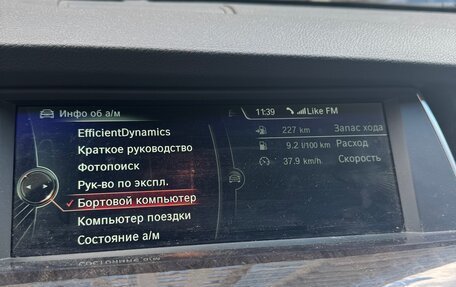 Инфо об а/м
11:39 Like FM
EfficientDynamics
Краткое руководство
Фотопоиск
Рук-во по экспл.
✓ Бортовой компьютер
Компьютер поездки
Состояние а/м
227 km Запас хода
9.2 l/100 km Расход
37.9 km/h Скорость